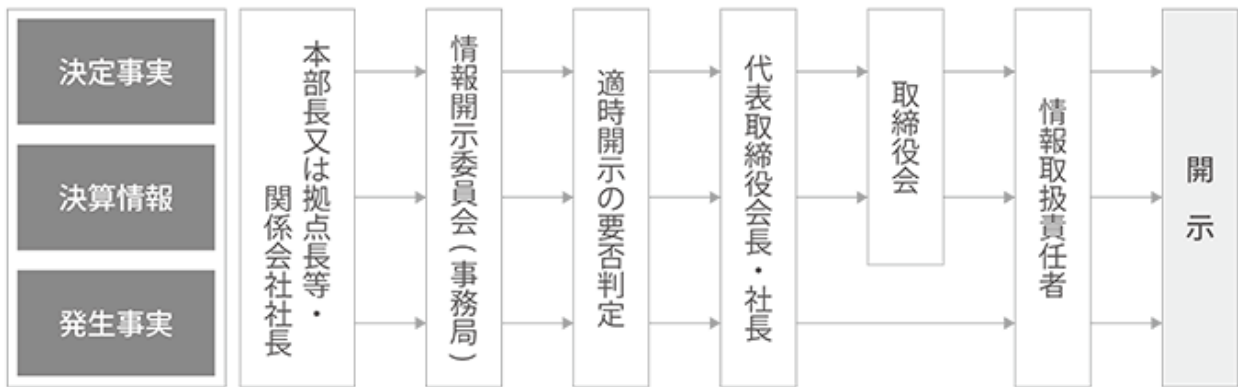 決定事実
決算情報
発生事実
本部長又は拠点長等・
関係会社社長
情報開示委員会(事務局)
適時開示の要否判定
代表取締役会長・社長
取締役会
情報取扱責任者
開示